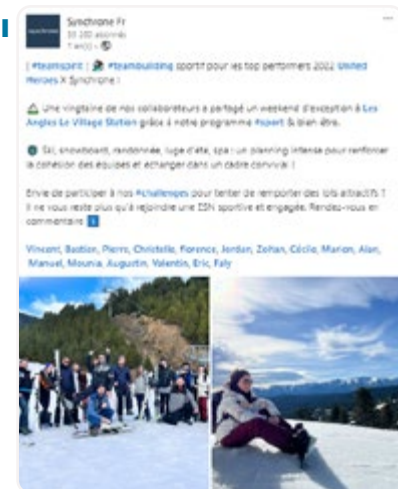 Synchrone Fr
abonnés
1 an(s)
[ #teamspirit ] #teambuilding sportif pour les top performers 2022 United
Heroes X Synchrone !
Une vingtaine de nos collaborateurs a partagé un weekend d'exception à Les
Angles Le Village Station grâce à notre programme #sport & bien-être.
Ski, snowboard, randonnée, luge d'été, spa : un planning intense pour renforcer
la cohésion des équipes et échanger dans un cadre convivial !
Envie de participer à nos #challenges pour tenter de remporter des lots attractifs ?
Il ne vous reste plus qu'à rejoindre une ESN sportive et engagée. Rendez-vous en
commentaire
Vincent, Bastien, Pierre, Christelle, Florence, Jordan, Zoltan, Cécile, Marion, Alan,
Manuel, Mounia, Augustin, Valentin, Eric, Faly